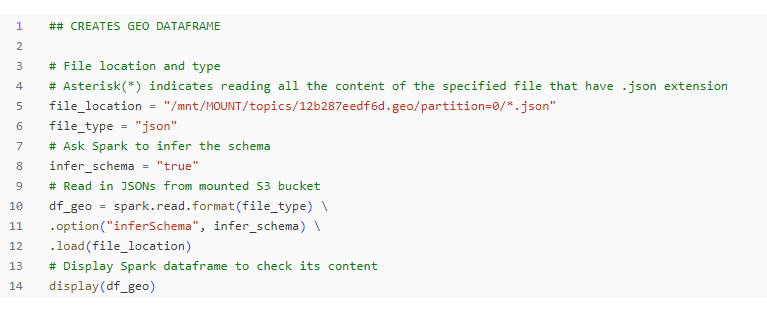 1 ## CREATES GEO DATAFRAME
2
3 # File location and type
4 # Asterisk(*) indicates reading all the content of the specified file that have .json extension
5 file_location = "/mnt/MOUNT/topics/12b287eedf6d.geo/partition=0/*.json"
6 file_type = "json"
7 # Ask Spark to infer the schema
8 infer_schema = "true"
9 # Read in JSONs from mounted S3 bucket
10 df_geo = spark.read.format(file_type) \
11 .option("inferSchema", infer_schema) \
12 .load(file_location)
13 # Display Spark dataframe to check its content
14 display(df_geo)